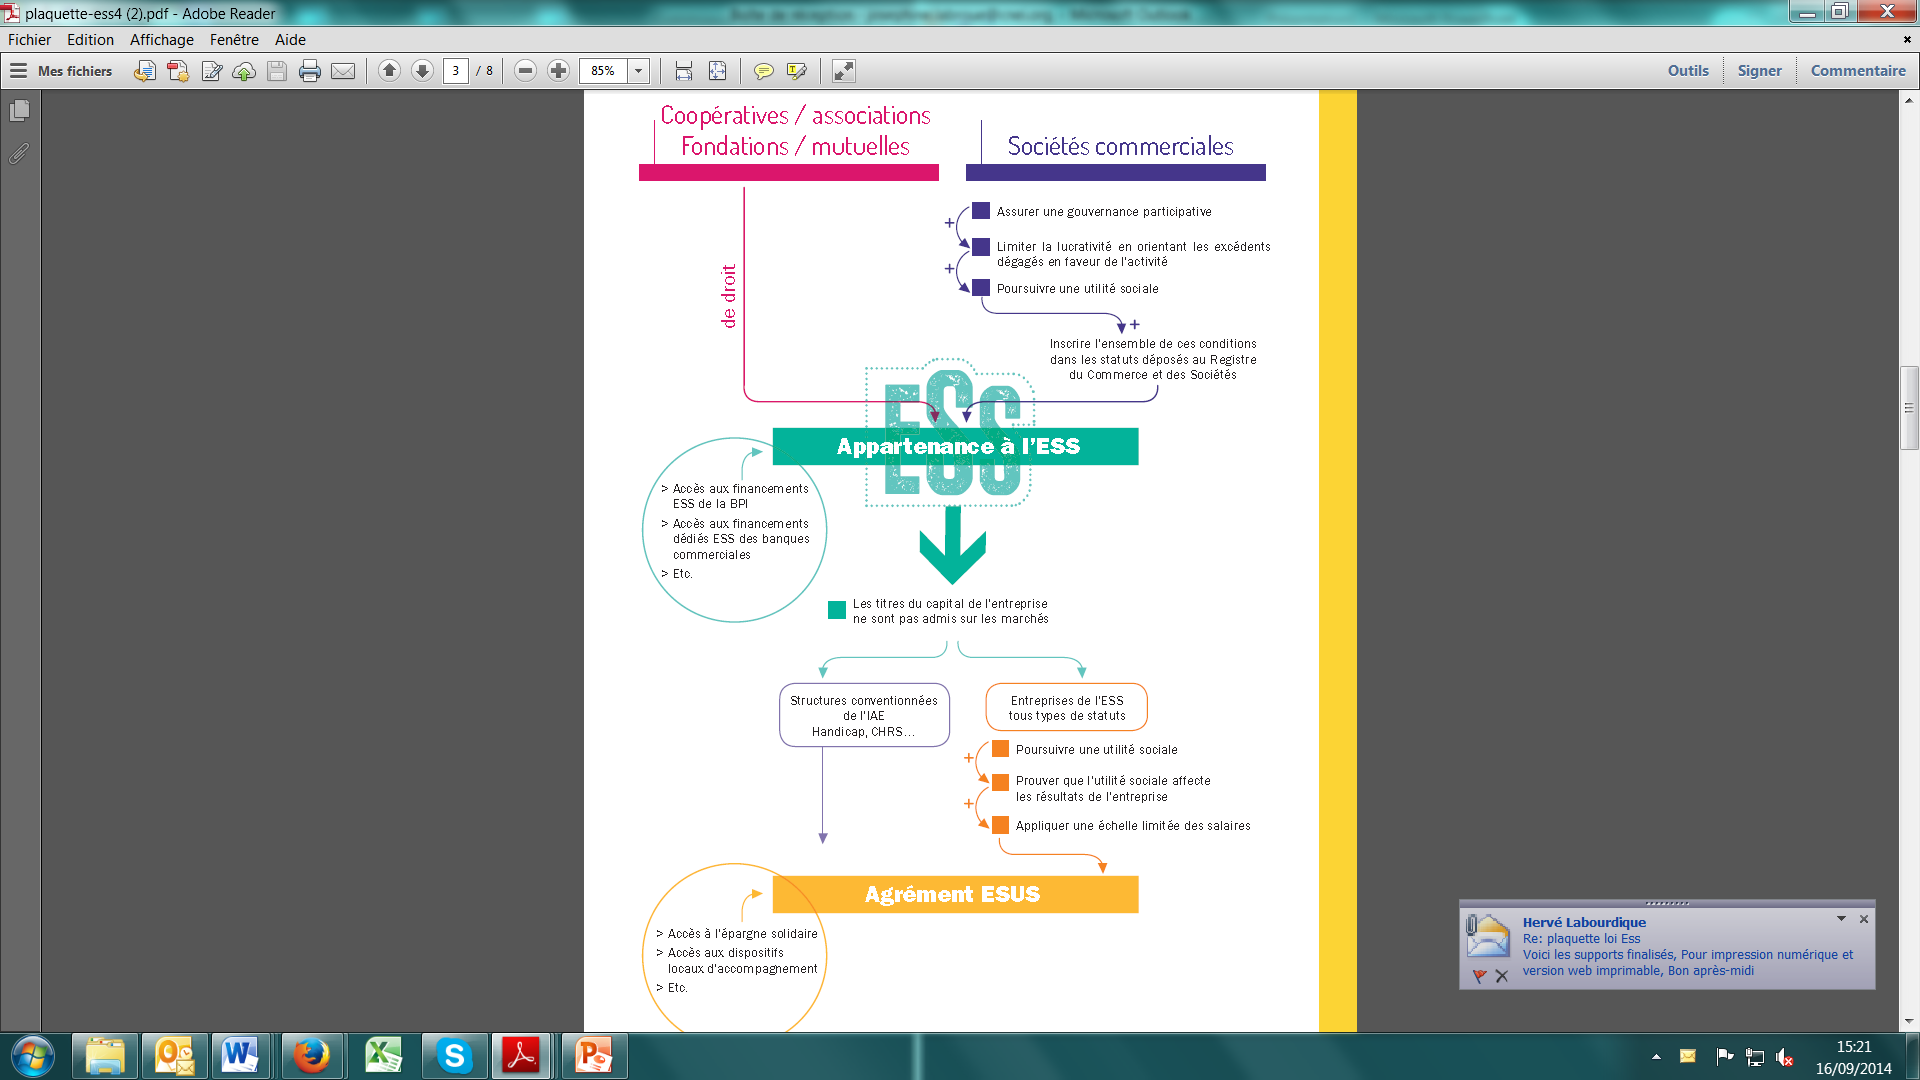 plaquette-ess4 (2).pdf - Adobe Reader
Fichier Edition Affichage Fenêtre Aide
Mes fichiers 3 / 8 85% Outils Signer Commentaire
Coopératives / associations
Fondations / mutuelles
Sociétés commerciales
de droit
+
Assurer une gouvernance participative
+
Limiter la lucrativité en orientant les excédents
dégagés en faveur de l'activité
Poursuivre une utilité sociale
+
Inscrire l'ensemble de ces conditions
dans les statuts déposés au Registre
du Commerce et des Sociétés
ESS
Appartenance à l'ESS
> Accès aux financements
ESS de la BPI
> Accès aux financements
dédiés ESS des banques
commerciales
> Etc.
Les titres du capital de l'entreprise
ne sont pas admis sur les marchés
Structures conventionnées
de l'IAE
Handicap, CHRS...
Entreprises de l'ESS
tous types de statuts
+
Poursuivre une utilité sociale
+
Prouver que l'utilité sociale affecte
les résultats de l'entreprise
Appliquer une échelle limitée des salaires
Agrément ESUS
> Accès à l'épargne solidaire
> Accès aux dispositifs
locaux d'accompagnement
> Etc.
Hervé Labourdique
Re: plaquette loi Ess
Voici les supports finalisés, Pour impression numérique et
version web imprimable, Bon après-midi
15:21
16/09/2014